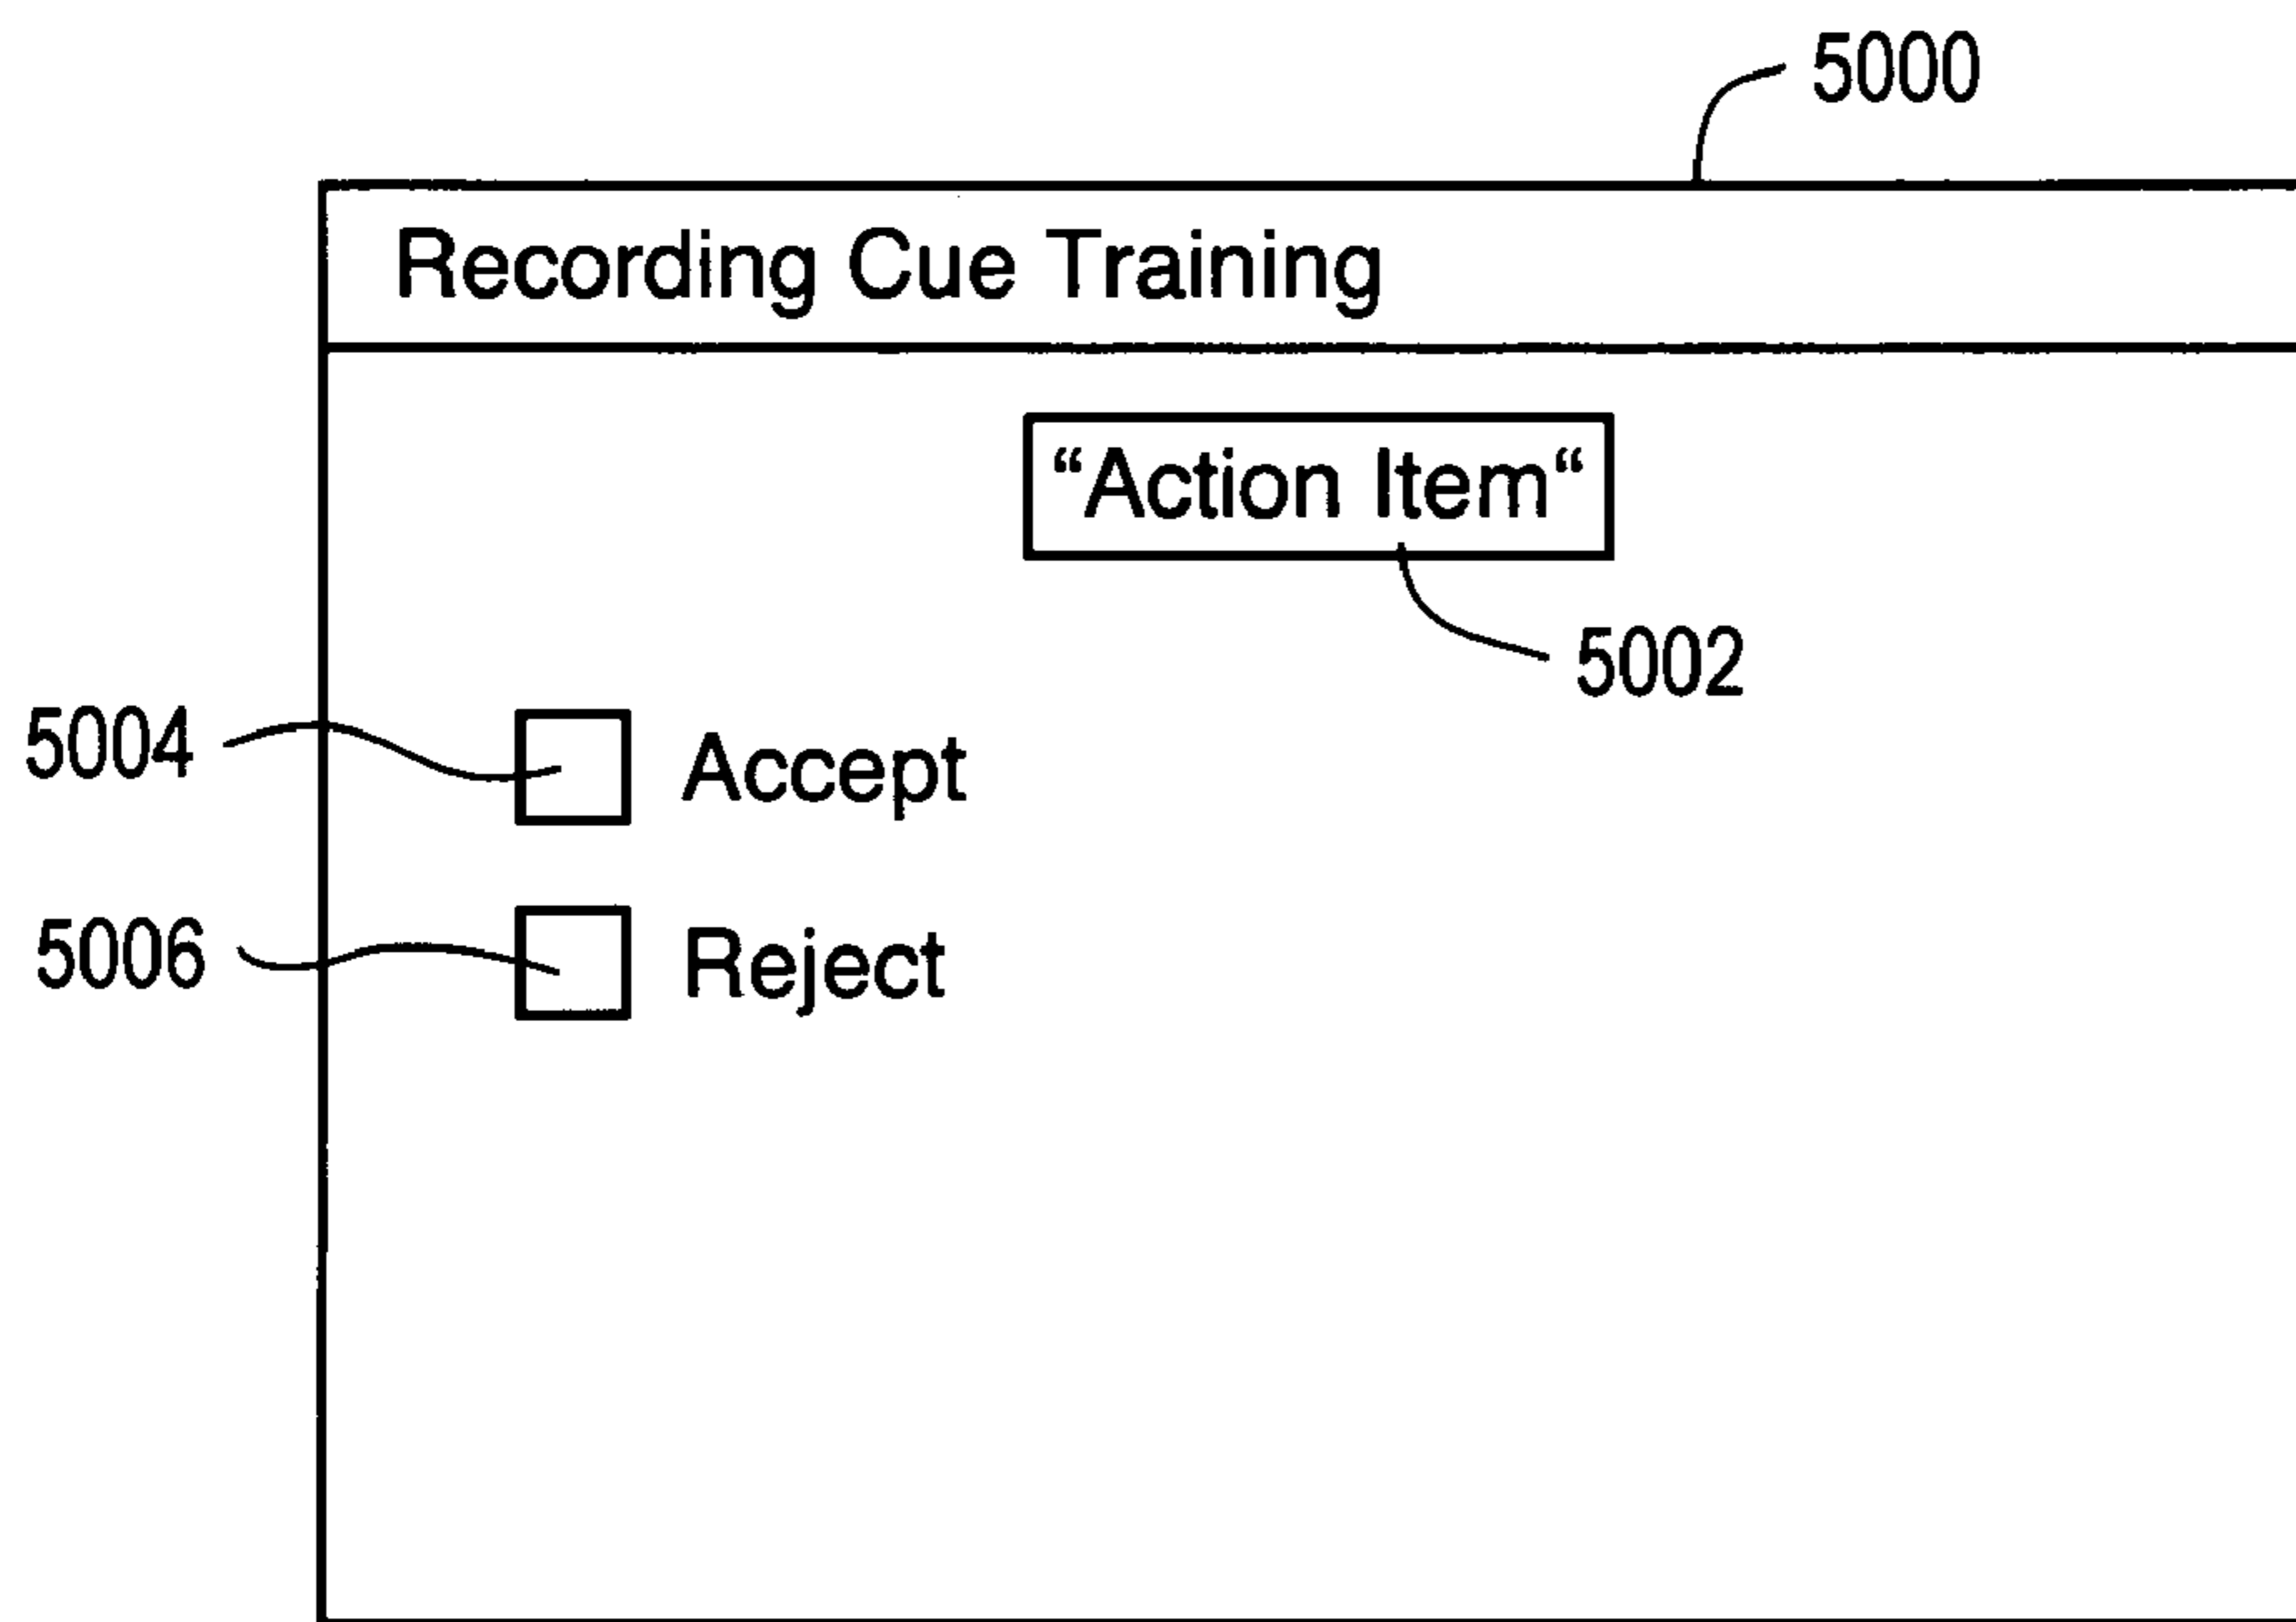 5000
Recording Cue Training
“Action Item“
5002
5004 Accept
5006 Reject